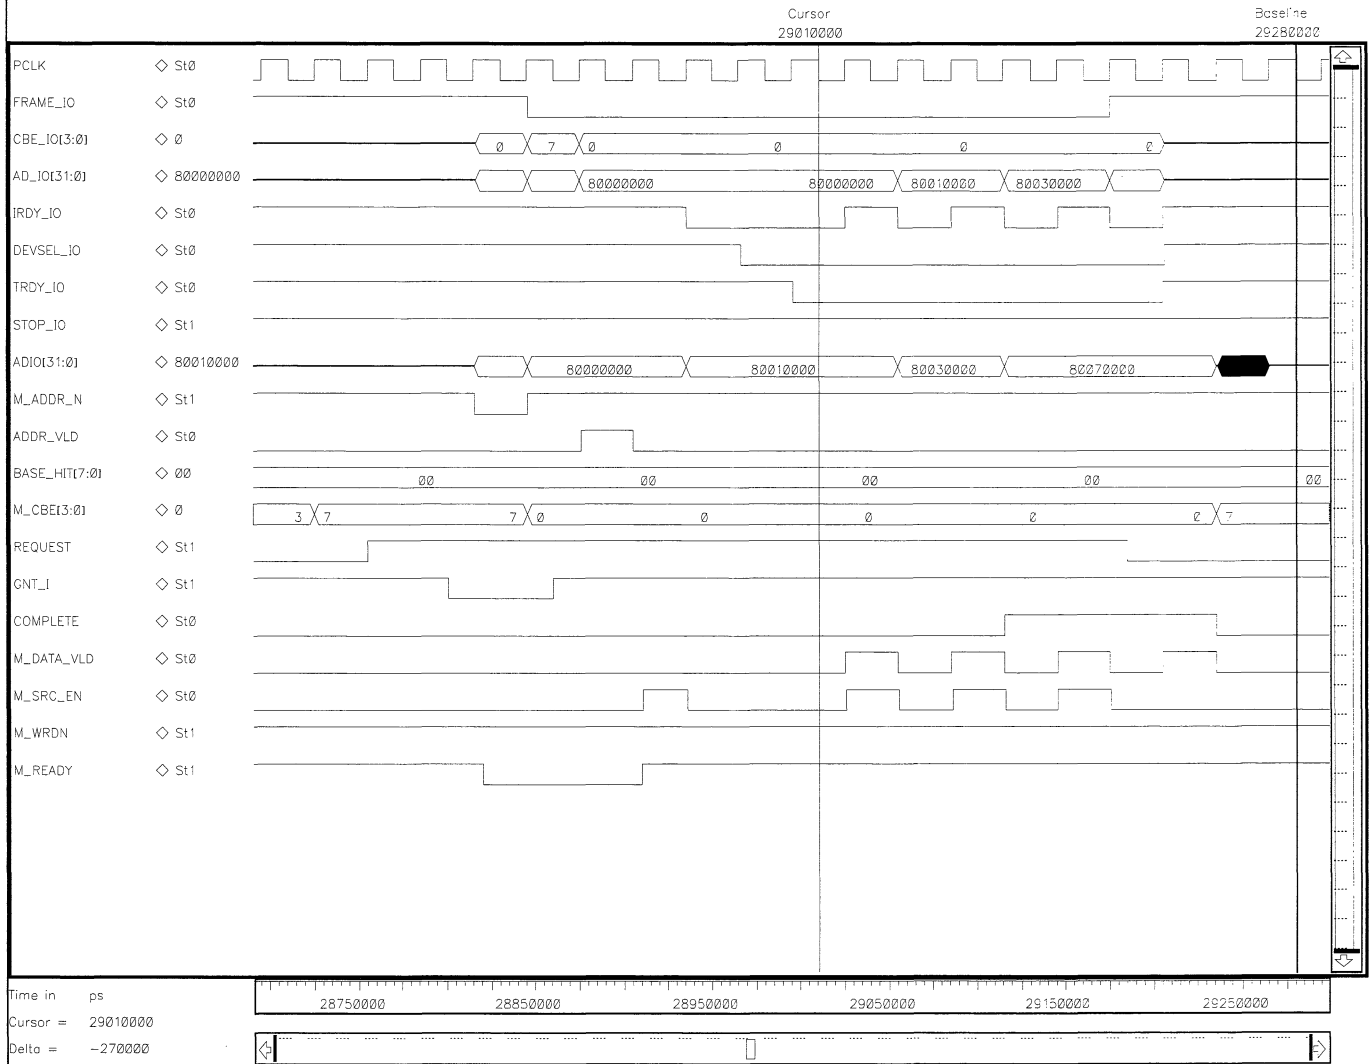 Cursor Baseline
29010000 29280000
PCLK St0
FRAME_IO St0
CBE_IO[3:0] 0 0 7 0 0 0 0
AD_IO[31:0] 80000000 80000000 80000000 80010000 80030000
IRDY_IO St0
DEVSEL_IO St0
TRDY_IO St0
STOP_IO St1
ADIO[31:0] 80010000 80000000 80010000 80030000 80070000
M_ADDR_N St1
ADDR_VLD St0
BASE_HIT[7:0] 00 00 00 00 00 00
M_CBE[3:0] 0 3 7 7 0 0 0 0 0 7
REQUEST St1
GNT_I St1
COMPLETE St0
M_DATA_VLD St0
M_SRC_EN St0
M_WRDN St1
M_READY St1
Time in ps 28750000 28850000 28950000 29050000 29150000 29250000
Cursor = 29010000
Delta = -270000